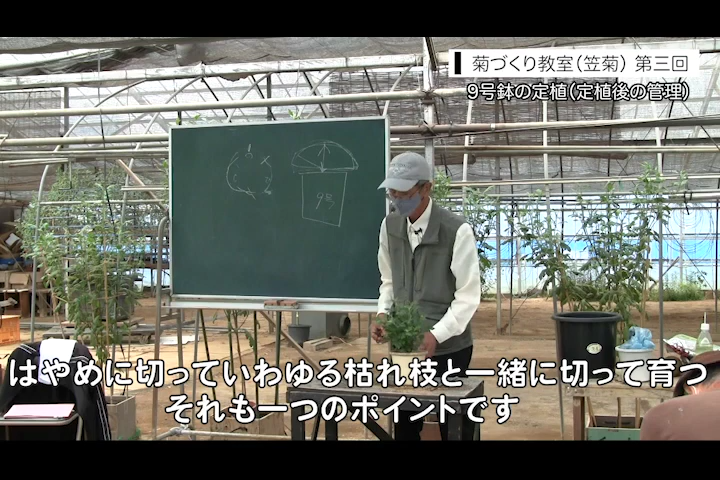 菊づくり教室(笠菊) 第三回
9号鉢の定植(定植後の管理)
9号
はやめに切っていわゆる枯れ枝と一緒に切って育つ
それも一つのポイントです